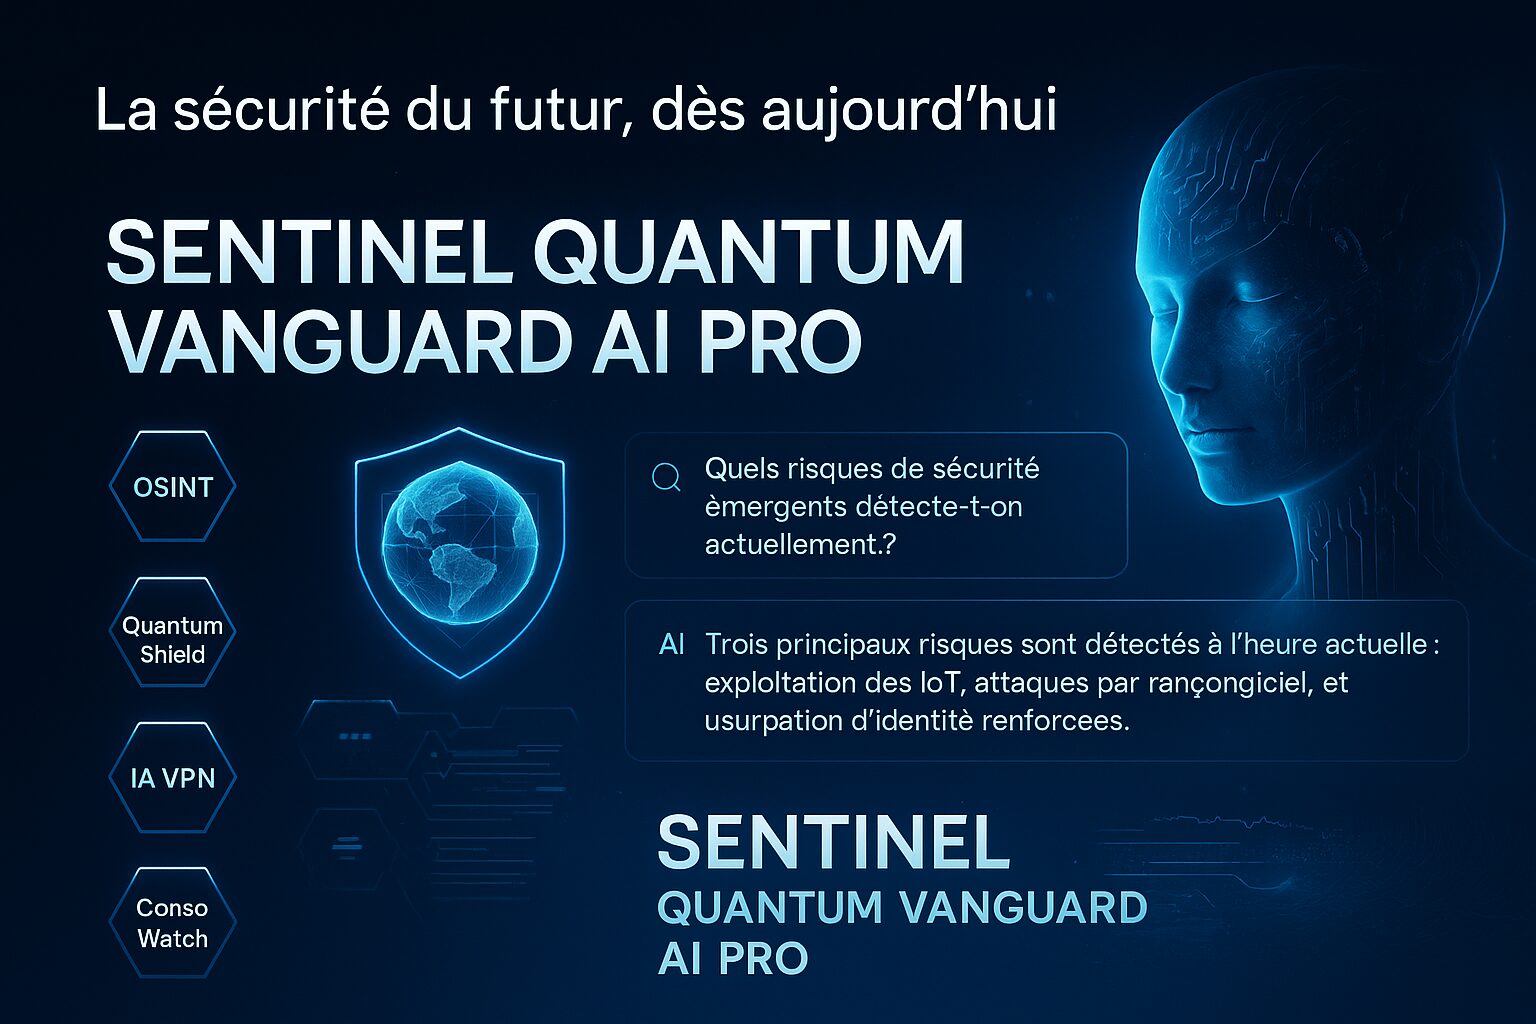 La sécurité du futur, dès aujourd’hui
SENTINEL QUANTUM
VANGUARD AI PRO
OSINT
Quantum
Shield
IA VPN
Conso
Watch
Quels risques de sécurité
èmergents détecte-t-on
actuellement.?
AI Trois principaux risques sont détectés à l’heure actuelle :
exploltation des IoT, attaques par rançongiciel, et
usurpation d’identitè renforcees.
SENTINEL
QUANTUM VANGUARD
AI PRO